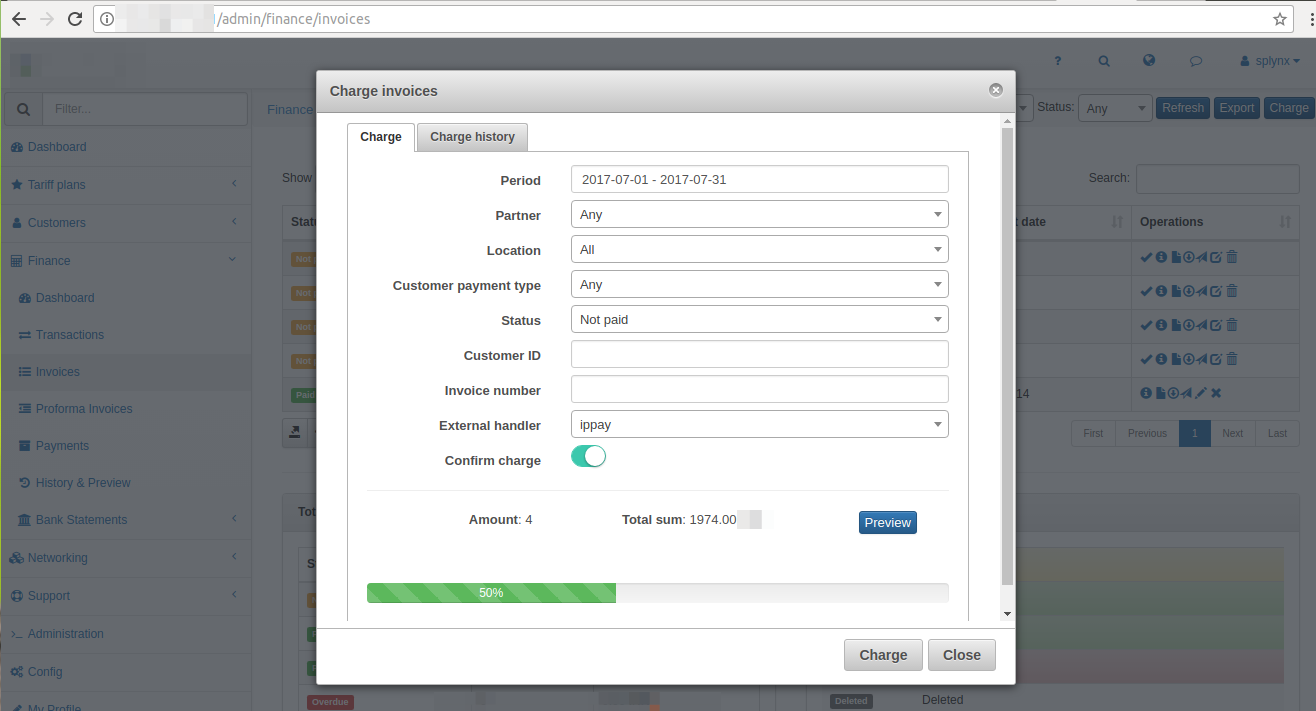 /admin/finance/invoices
?
splynx
Charge invoices
Filter...
Finance
Status:
Any
Refresh
Export
Charge
Charge
Charge history
Dashboard
Tariff plans
Customers
Finance
Dashboard
Transactions
Invoices
Proforma Invoices
Payments
History & Preview
Bank Statements
Networking
Support
Administration
Config
My Profile
Show
Search:
date
Operations
Not
Not
Not
Not
Paid
14
First
Previous
1
Next
Last
Period
2017-07-01 - 2017-07-31
Partner
Any
Location
All
Customer payment type
Any
Status
Not paid
Customer ID
Invoice number
External handler
ippay
Confirm charge
Amount: 4
Total sum: 1974.00
Preview
50%
Charge
Close
Overdue
Deleted
Deleted